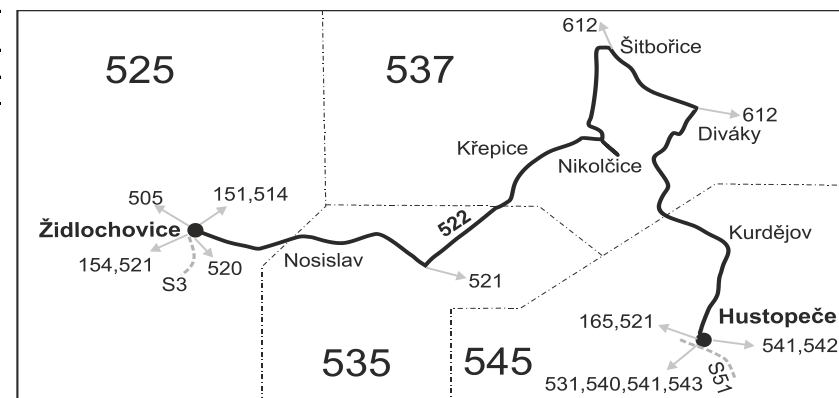 612
Šitbořice
525
537
612
Diváky
Křepice
Nikolčice
505
151,514
522
Židlochovice
Kurdějov
Nosislav
154,521
520
S3
521
Hustopeče
165,521
541,542
535
545
531,540,541,543
S51